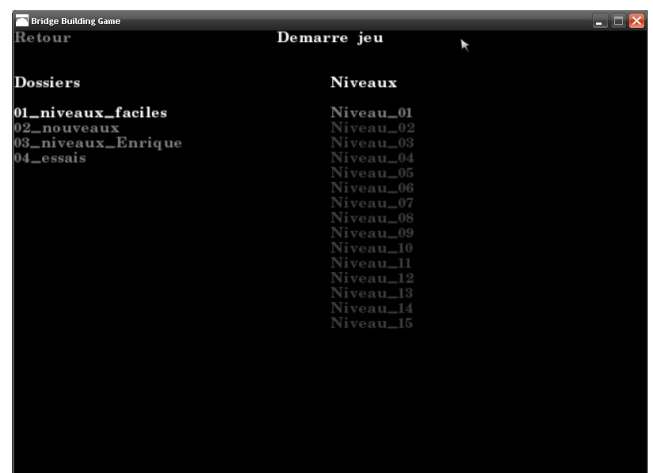 Bridge Building Game
Retour
Demarre jeu
Dossiers
01_niveaux_faciles
02_nouveaux
03_niveaux_Enrique
04_essais
Niveaux
Niveau_01
Niveau_02
Niveau_03
Niveau_04
Niveau_05
Niveau_06
Niveau_07
Niveau_08
Niveau_09
Niveau_10
Niveau_11
Niveau_12
Niveau_13
Niveau_14
Niveau_15